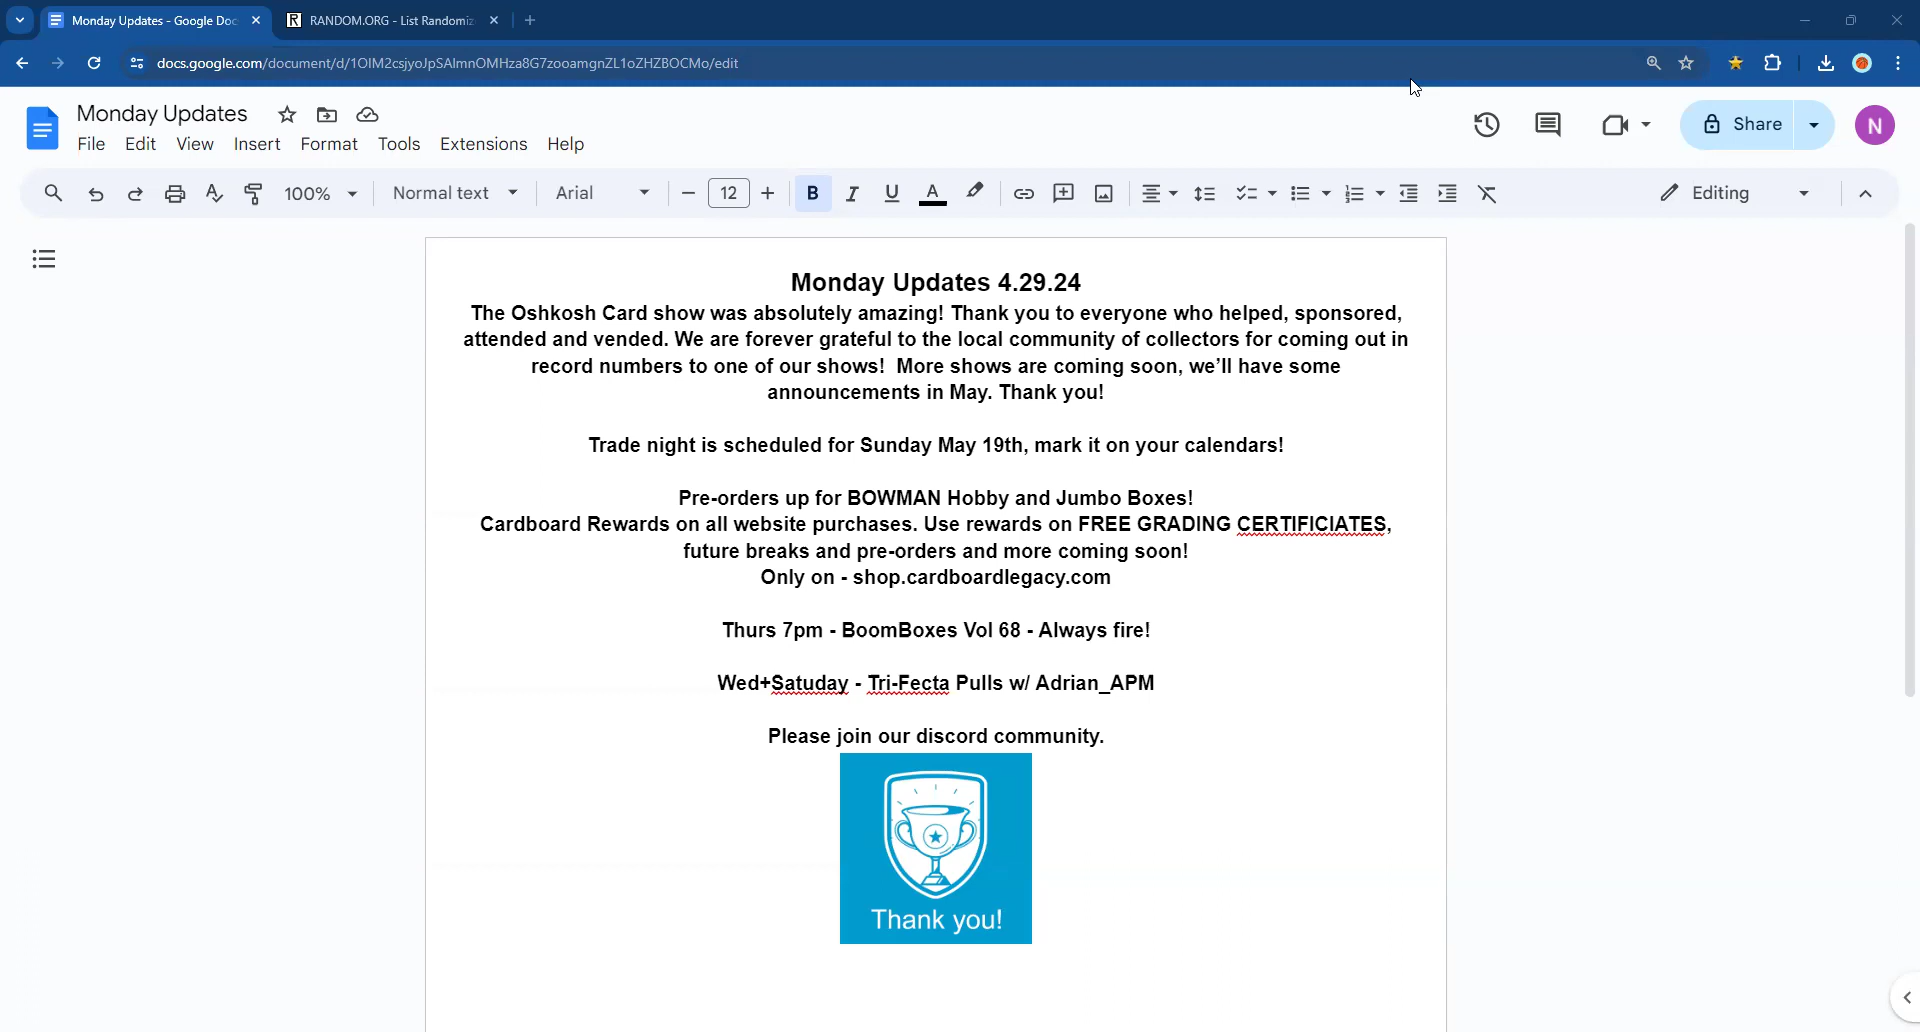 Monday Updates - Google Doc
RANDOM.ORG - List Randomiz
docs.google.com/document/d/1OIM2csjyoJpSAImnOMHza8G7zooamgnZL1oZHZBOCMo/edit
Monday Updates
File Edit View Insert Format Tools Extensions Help
Share
N
100% Normal text Arial 12 B I U A Editing
Monday Updates 4.29.24
The Oshkosh Card show was absolutely amazing! Thank you to everyone who helped, sponsored,
attended and vended. We are forever grateful to the local community of collectors for coming out in
record numbers to one of our shows!  More shows are coming soon, we’ll have some
announcements in May. Thank you!
Trade night is scheduled for Sunday May 19th, mark it on your calendars!
Pre-orders up for BOWMAN Hobby and Jumbo Boxes!
Cardboard Rewards on all website purchases. Use rewards on FREE GRADING CERTIFICIATES,
future breaks and pre-orders and more coming soon!
Only on - shop.cardboardlegacy.com
Thurs 7pm - BoomBoxes Vol 68 - Always fire!
Wed+Satuday - Tri-Fecta Pulls w/ Adrian_APM
Please join our discord community.
Thank you!